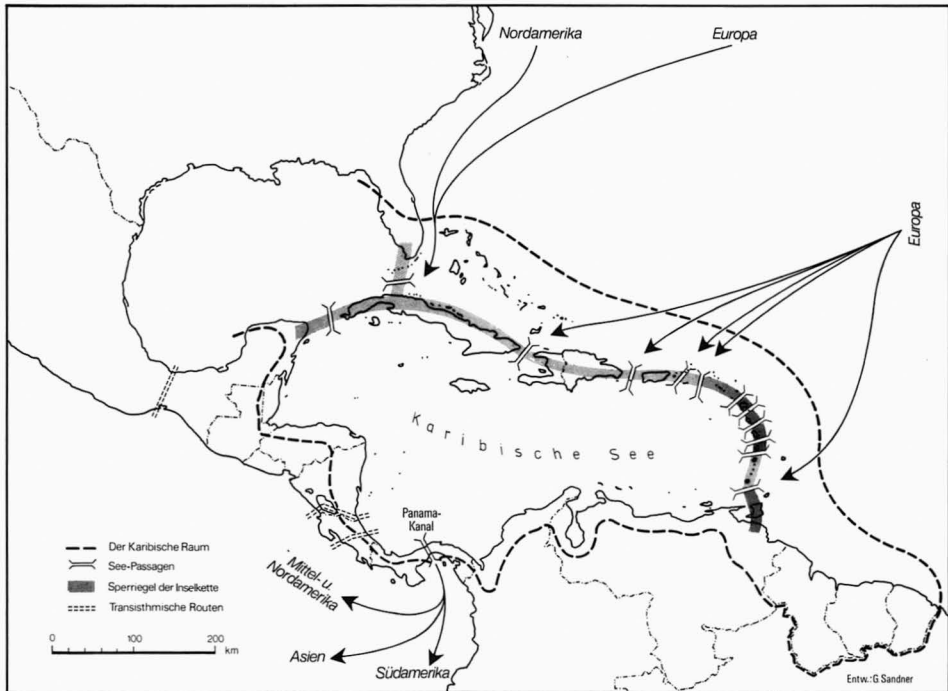 Nordamerika
Europa
Europa
Karibische See
Panama-
Kanal
Der Karibische Raum
See-Passagen
Sperriegel der Inselkette
Transisthmische Routen
0 100 200
km
Mittel- u.
Nordamerika
Asien
Südamerika
Entw.: G. Sandner